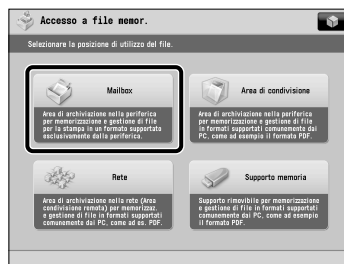 Accesso a file memor.
Selezionare la posizione di utilizzo del file.
Mailbox
Area di archiviazione nella periferica
per memorizzazione e gestione di file
per la stampa in un formato supportato
esclusivamente dalla periferica.
Area di condivisione
Area di archiviazione nella periferica
per memorizzazione e gestione di file
in formati supportati comunemente dai
PC, come ad esempio il formato PDF.
Rete
Area di archiviazione nella rete (Area
condivisione remota) per memorizzaz.
e gestione di file in formati supportati
comunemente dai PC, come ad es. PDF.
Supporto memoria
Supporto rimovibile per memorizzazione
e gestione di file in formati supportati
comunemente dai PC, come ad esempio
il formato PDF.